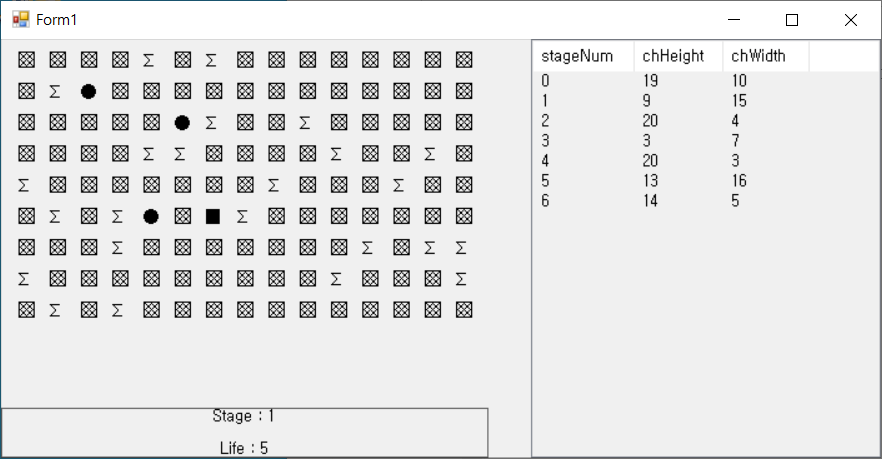 Form1
▩ ▩ ▩ ▩ Σ ▩ Σ ▩ ▩ ▩ ▩ ▩ ▩ ▩ ▩
▩ Σ ● ▩ ▩ ▩ ▩ ▩ ▩ ▩ ▩ ▩ ▩ ▩ ▩
▩ ▩ ▩ ▩ ▩ ● Σ ▩ ▩ Σ ▩ ▩ ▩ ▩ ▩
▩ ▩ ▩ ▩ Σ Σ ▩ ▩ ▩ ▩ Σ ▩ ▩ Σ ▩
Σ ▩ ▩ ▩ ▩ ▩ ▩ ▩ Σ ▩ ▩ ▩ Σ ▩ ▩
▩ Σ ▩ Σ ● ▩ ■ Σ ▩ ▩ ▩ ▩ ▩ ▩ ▩
▩ ▩ ▩ Σ ▩ ▩ ▩ ▩ ▩ ▩ ▩ Σ ▩ Σ Σ
Σ ▩ ▩ ▩ ▩ ▩ ▩ ▩ ▩ ▩ Σ ▩ ▩ ▩ Σ
▩ Σ ▩ Σ ▩ ▩ ▩ ▩ ▩ ▩ ▩ ▩ ▩ ▩ ▩
Stage : 1
Life : 5
stageNum chHeight chWidth
0 19 10
1 9 15
2 20 4
3 3 7
4 20 3
5 13 16
6 14 5